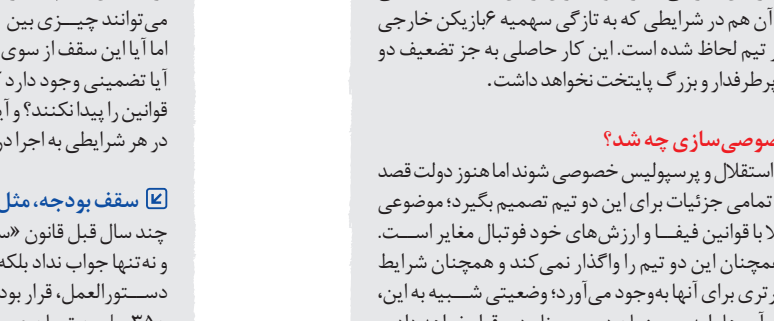 آن هم در شرایطی که به تازگی سهمیه ۶بازیکن خارجی
تیم لحاظ شده است. این کار حاصلی به جز تضعیف دو
پرطرفدار و بزرگ پایتخت نخواهد داشت.
صوصی‌سازی چه شد؟
استقلال و پرسپولیس خصوصی شوند اما هنوز دولت قصد
تمامی جزئیات برای این دو تیم تصمیم بگیرد؛ موضوعی
لا با قوانین فیفا و ارزش‌های خود فوتبال مغایر است.
همچنان این دو تیم را واگذار نمی‌کند و همچنان شرایط
تری برای آنها به‌وجود می‌آورد؛ وضعیتی شبیه به این،
می‌توانند چیزی بین
اما آیا این سقف از سوی
آیا تضمینی وجود دارد
قوانین را پیدا نکنند؟ و آی
در هر شرایطی به اجرا در
سقف بودجه، مثل
چند سال قبل قانون «س
و نه‌تنها جواب نداد بلکه
دستورالعمل، قرار بود